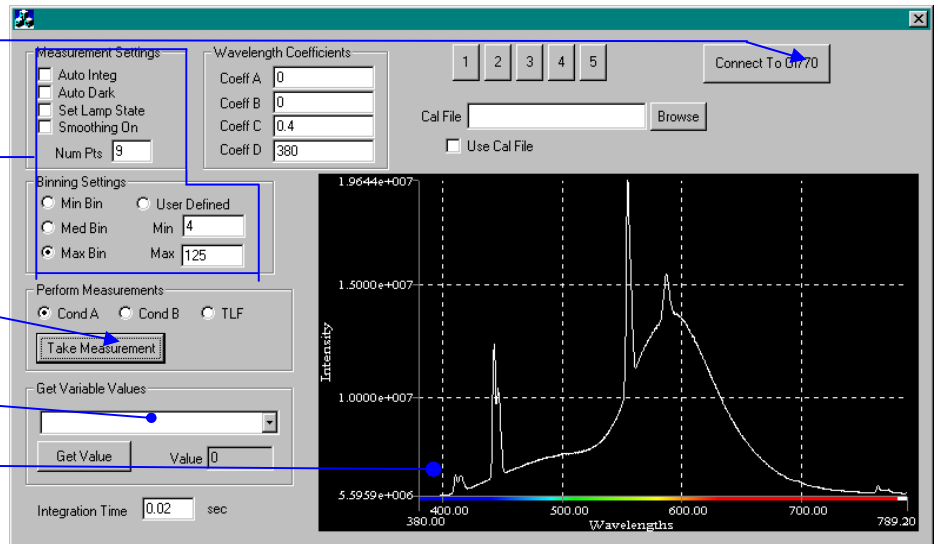 Measurement Settings
Auto Integ
Auto Dark
Set Lamp State
Smoothing On
Num Pts 9
Wavelength Coefficients
Coeff A 0
Coeff B 0
Coeff C 0.4
Coeff D 380
1 2 3 4 5
Connect To OI770
Cal File
Browse
Use Cal File
Binning Settings
Min Bin User Defined
Med Bin Min 4
Max Bin Max 125
Perform Measurements
Cond A Cond B TLF
Take Measurement
Get Variable Values
Get Value Value 0
Integration Time 0.02 sec
1.9644e+007
1.5000e+007
Intensity
1.0000e+007
5.5959e+006
400.00 500.00 600.00 700.00
380.00 Wavelengths 789.20